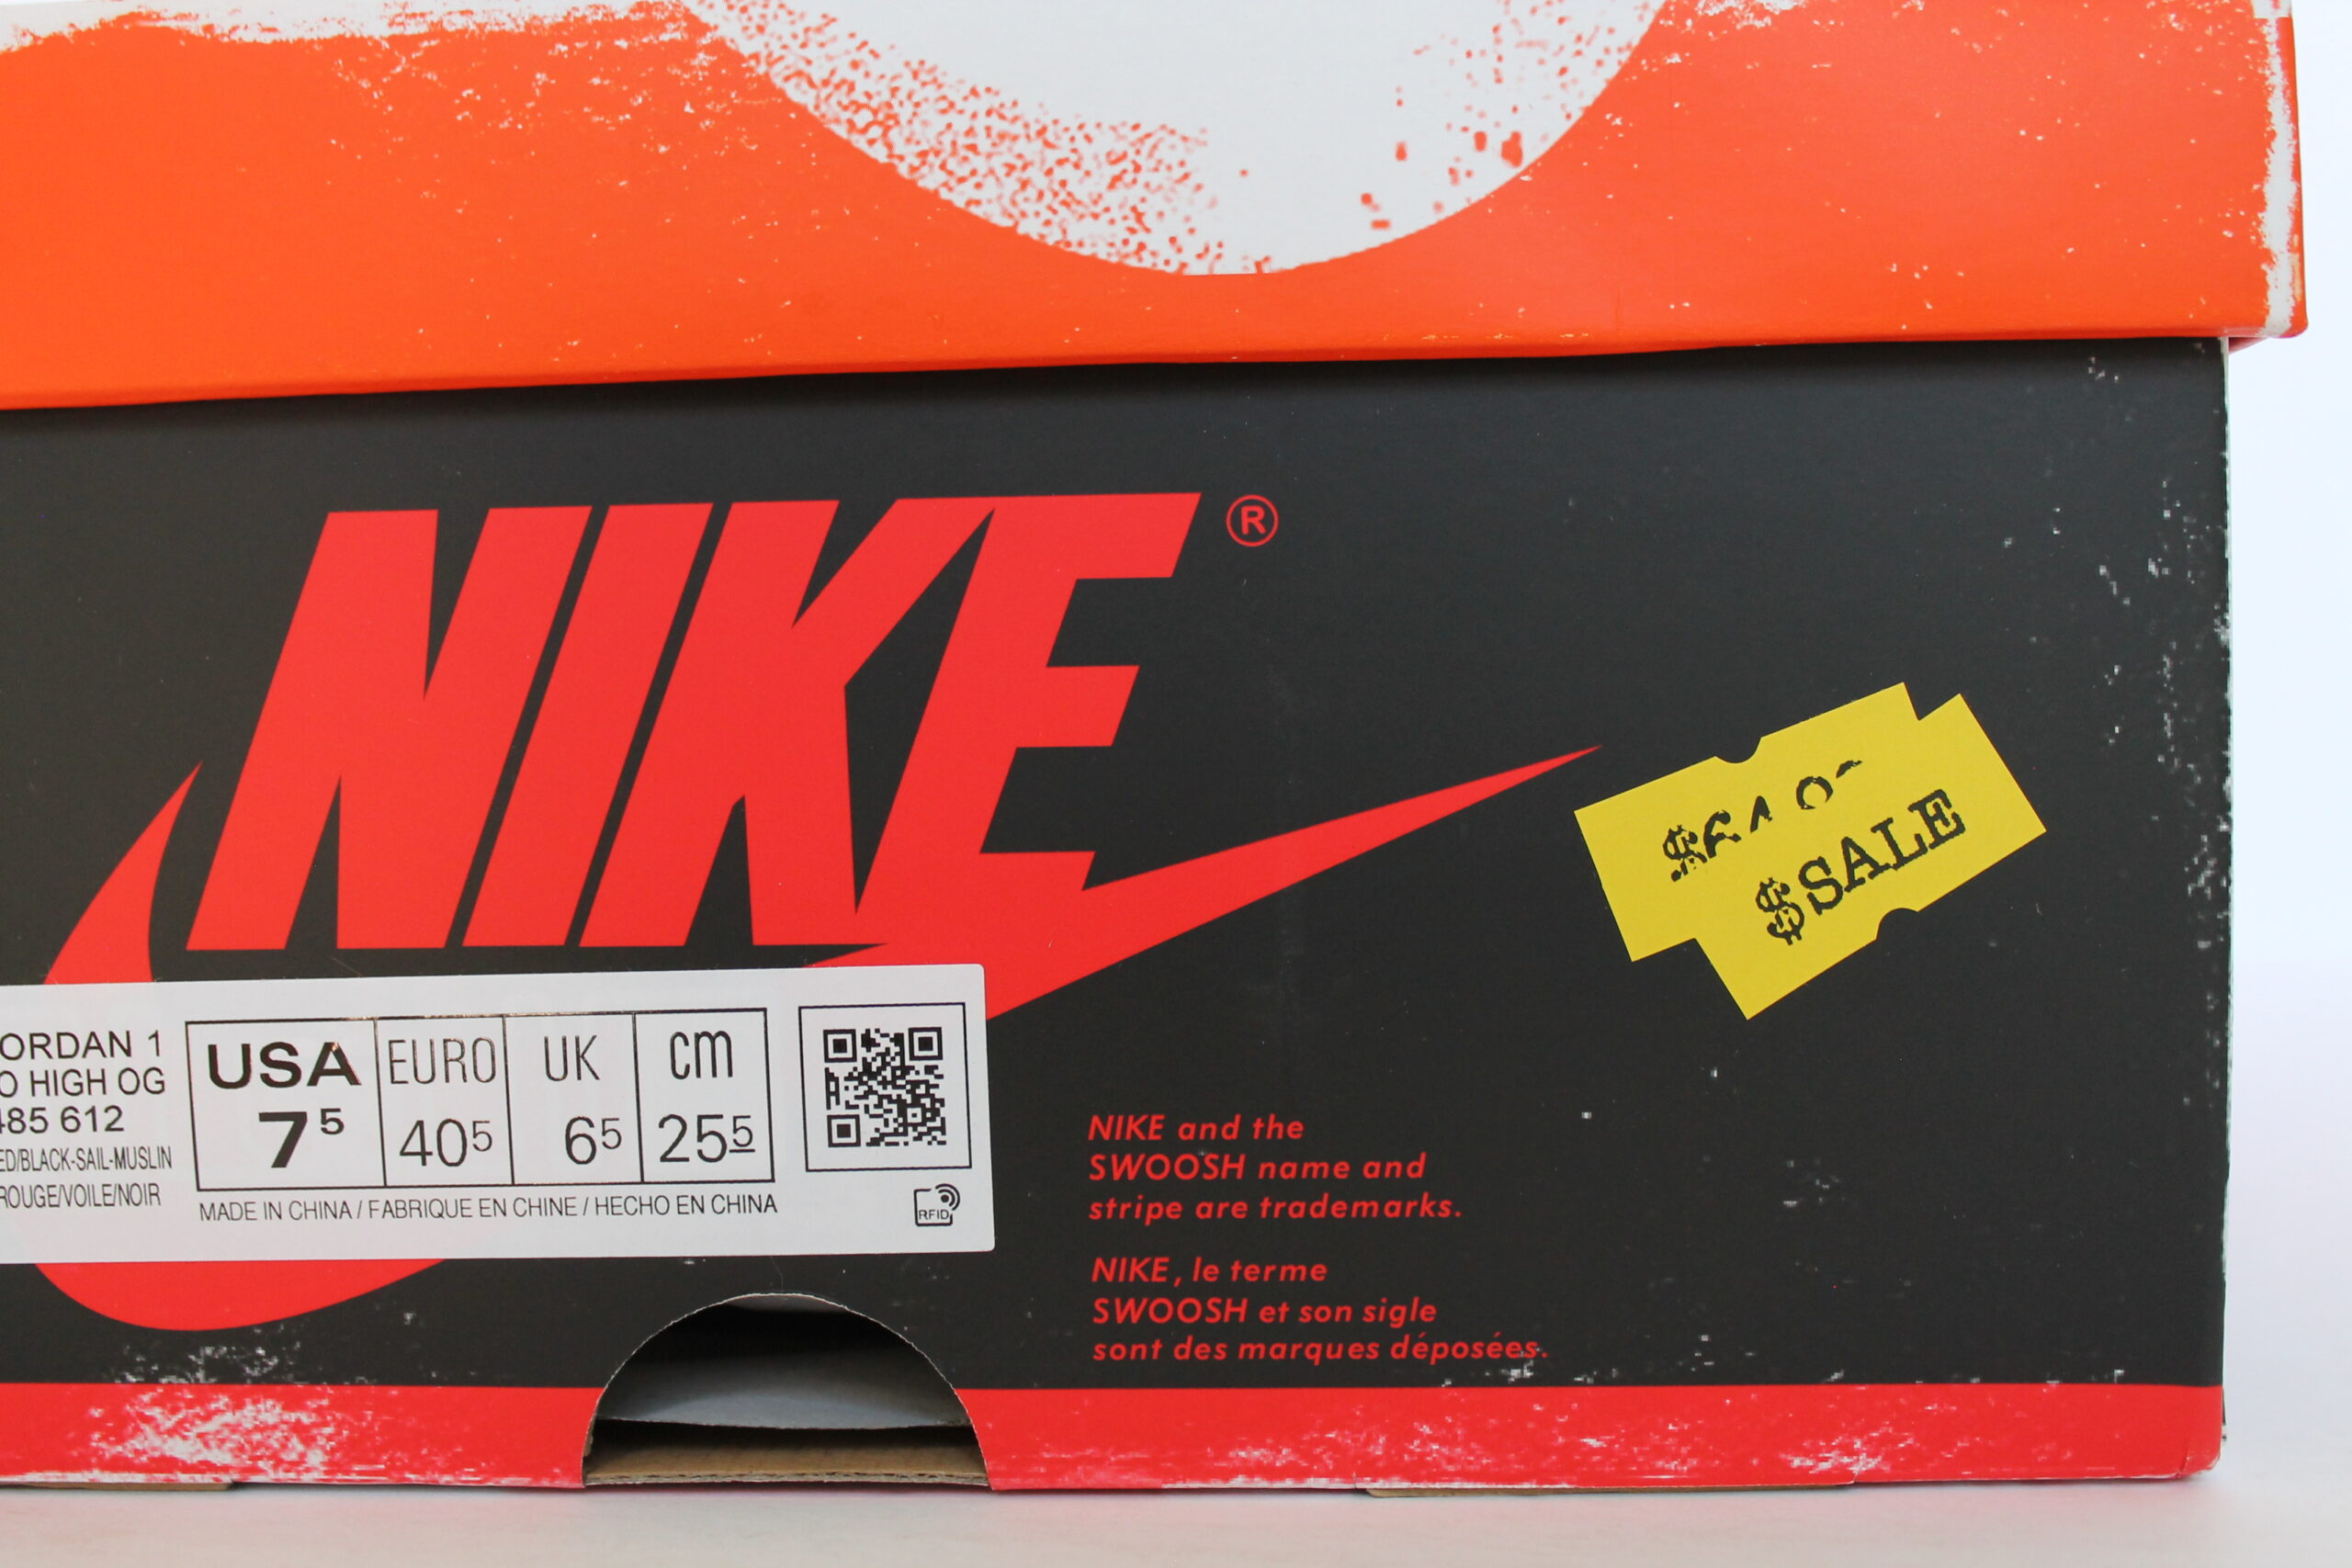 NIKE®
$SALE
ORDAN 1
O HIGH OG
485 612
ED/BLACK-SAIL-MUSLIN
ROUGE/VOILE/NOIR
USA EURO UK cm
7⁵ 40⁵ 6⁵ 25⁵
MADE IN CHINA / FABRIQUE EN CHINE / HECHO EN CHINA
RFID
NIKE and the
SWOOSH name and
stripe are trademarks.
NIKE, le terme
SWOOSH et son sigle
sont des marques déposées.